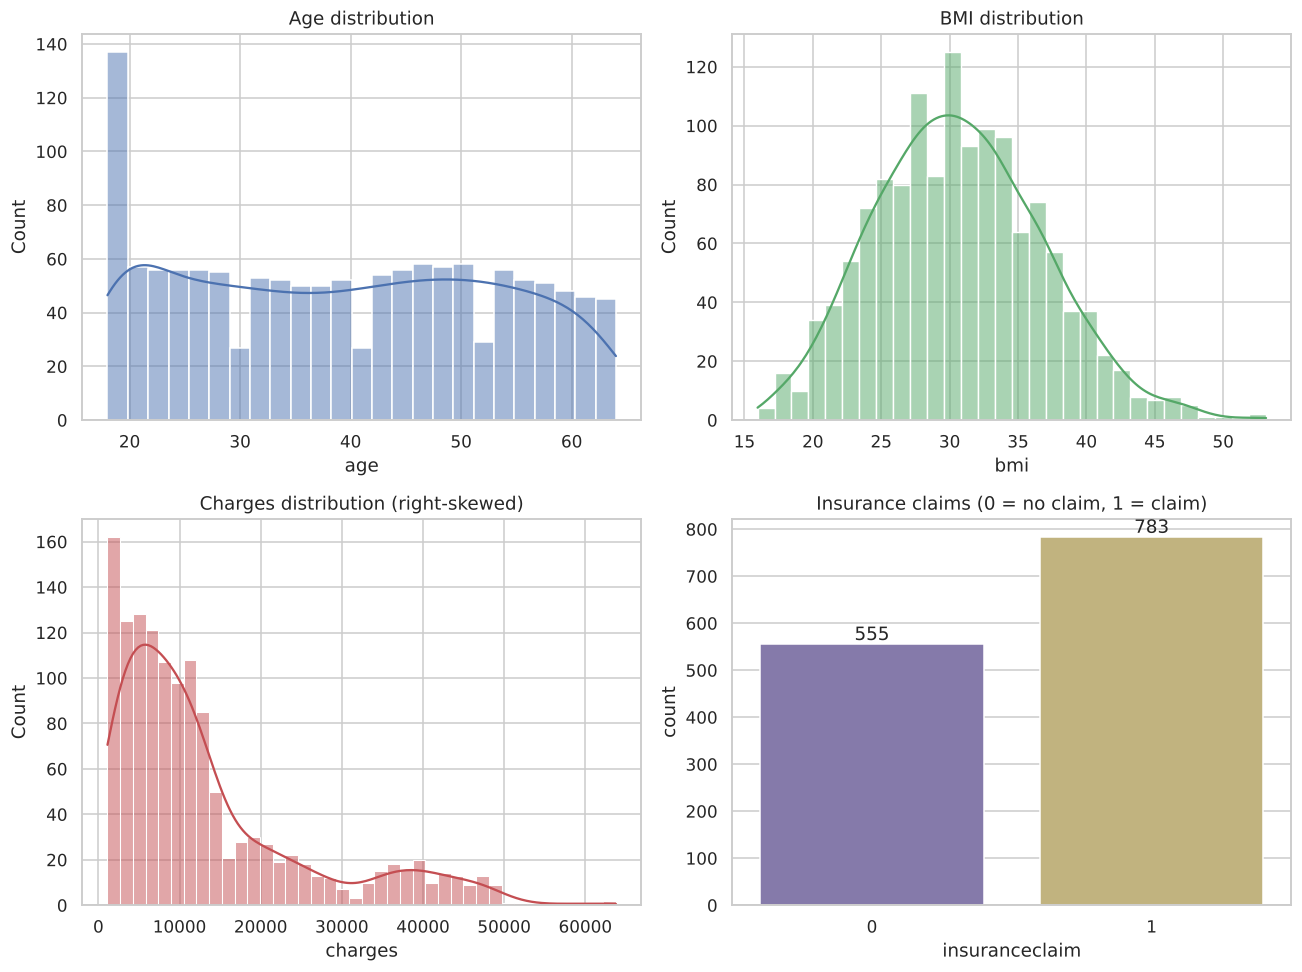 Age distribution
140
120
100
80
60
40
20
0
Count
20 30 40 50 60
age
BMI distribution
120
100
80
60
40
20
0
Count
15 20 25 30 35 40 45 50
bmi
Charges distribution (right-skewed)
160
140
120
100
80
60
40
20
0
Count
0 10000 20000 30000 40000 50000 60000
charges
Insurance claims (0 = no claim, 1 = claim)
800
700
600
500
400
300
200
100
0
count
555
783
0 1
insuranceclaim